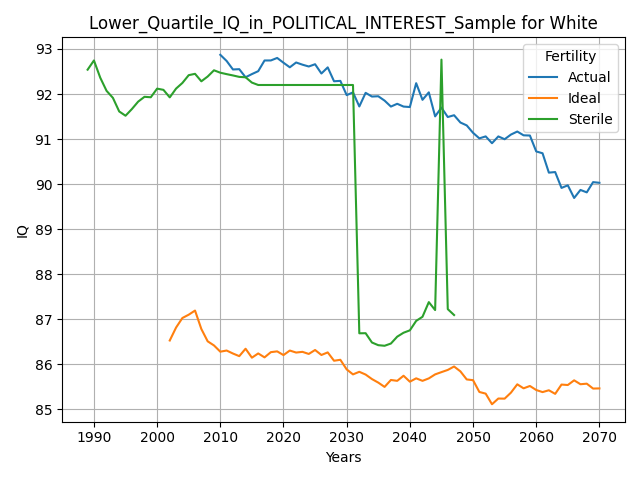 Lower_Quartile_IQ_in_POLITICAL_INTEREST_Sample for White
Fertility
Actual
Ideal
Sterile
93
92
91
90
89
88
87
86
85
IQ
1990 2000 2010 2020 2030 2040 2050 2060 2070
Years